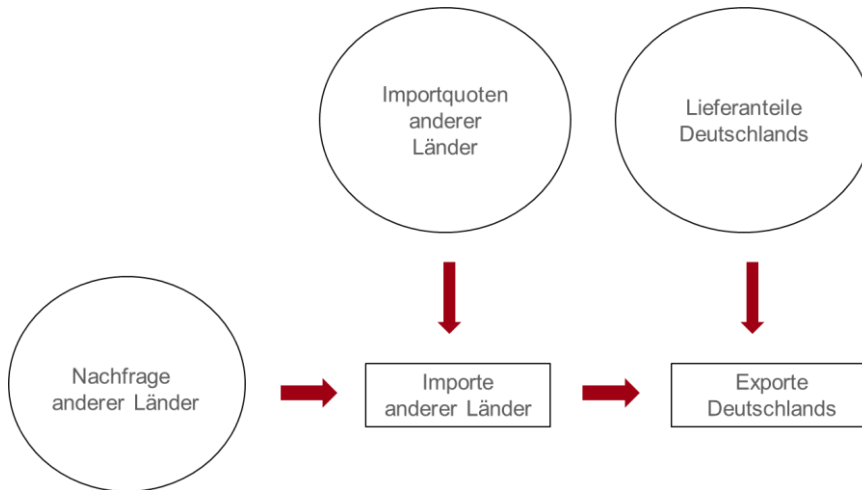 Importquoten
anderer
Länder
Lieferanteile
Deutschlands
Nachfrage
anderer Länder
Importe
anderer Länder
Exporte
Deutschlands